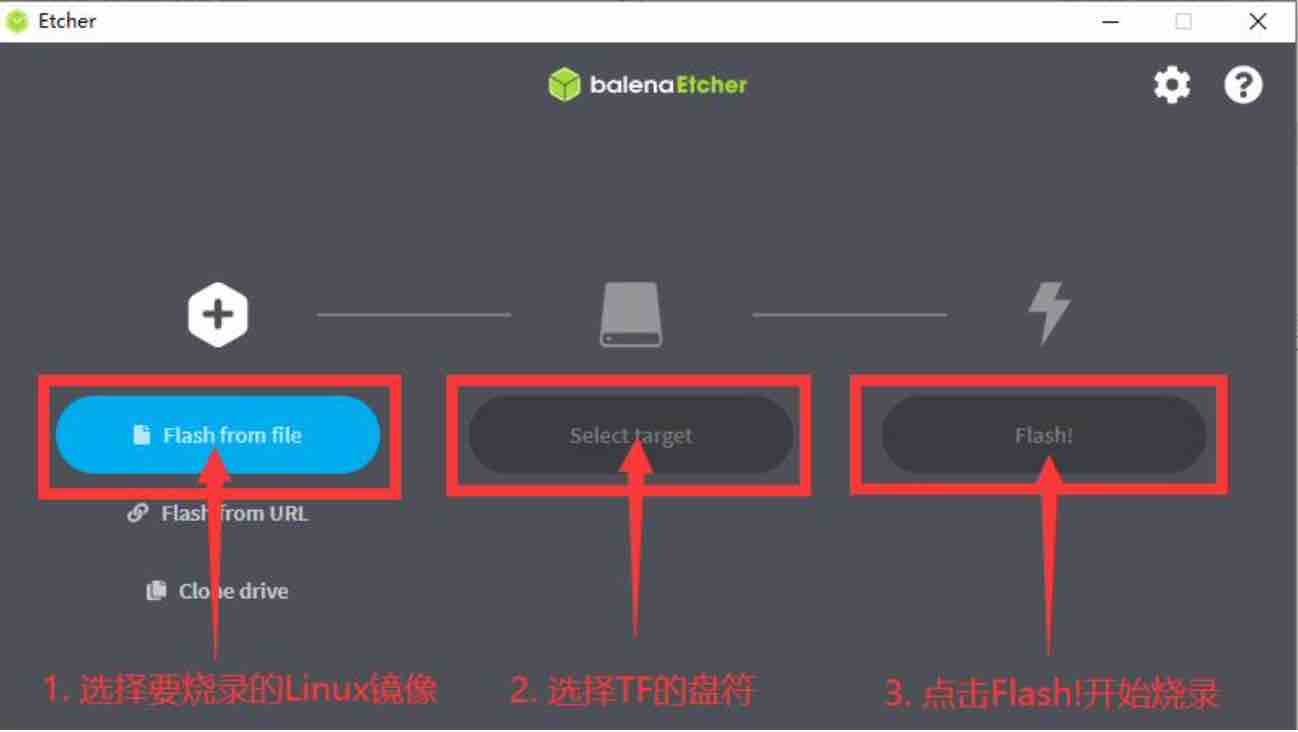 Etcher
balenaEtcher
Flash from file
Select target
Flash!
Flash from URL
Clone drive
1. 选择要烧录的Linux镜像
2. 选择TF的盘符
3. 点击Flash!开始烧录